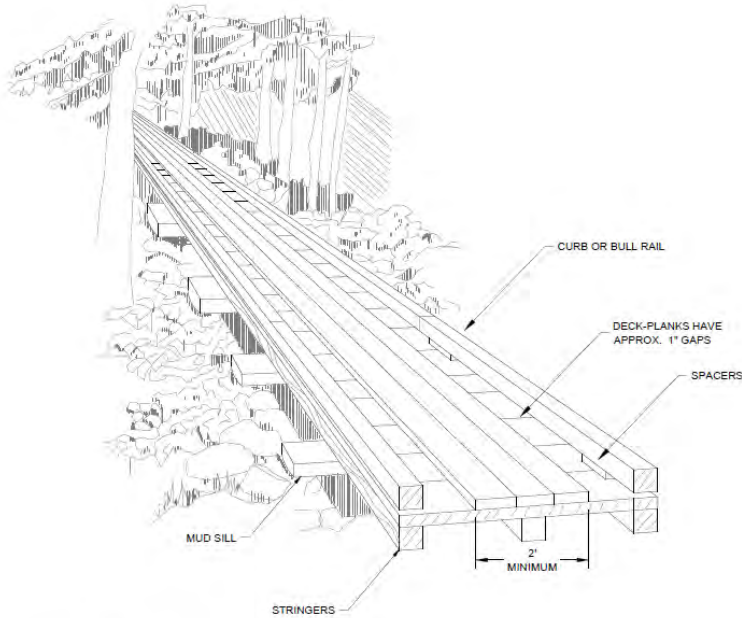 CURB OR BULL RAIL
DECK-PLANKS HAVE
APPROX. 1" GAPS
SPACERS
MUD SILL
2'
MINIMUM
STRINGERS